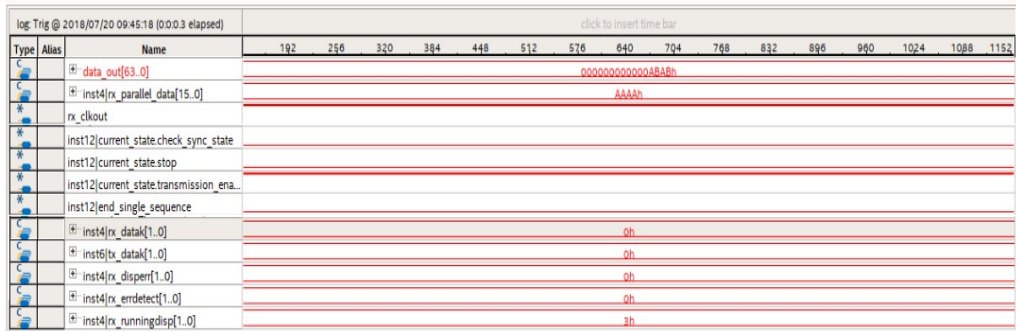 log: Trig @ 2018/07/20 09:45:18 (0:0:0.3 elapsed) click to insert time bar
Type Alias Name 192 256 320 384 448 512 576 640 704 768 832 896 960 1024 1088 1152
data_out[63..0] 000000000000ABABh
inst4|rx_parallel_data[15..0] AAAAh
rx_clkout
inst12|current_state.check_sync_state
inst12|current_state.stop
inst12|current_state.transmission_ena...
inst12|end_single_sequence
inst4|rx_datak[1..0] 0h
inst6|tx_datak[1..0] 0h
inst4|rx_disperr[1..0] 0h
inst4|rx_errdetect[1..0] 0h
inst4|rx_runningdisp[1..0] 3h